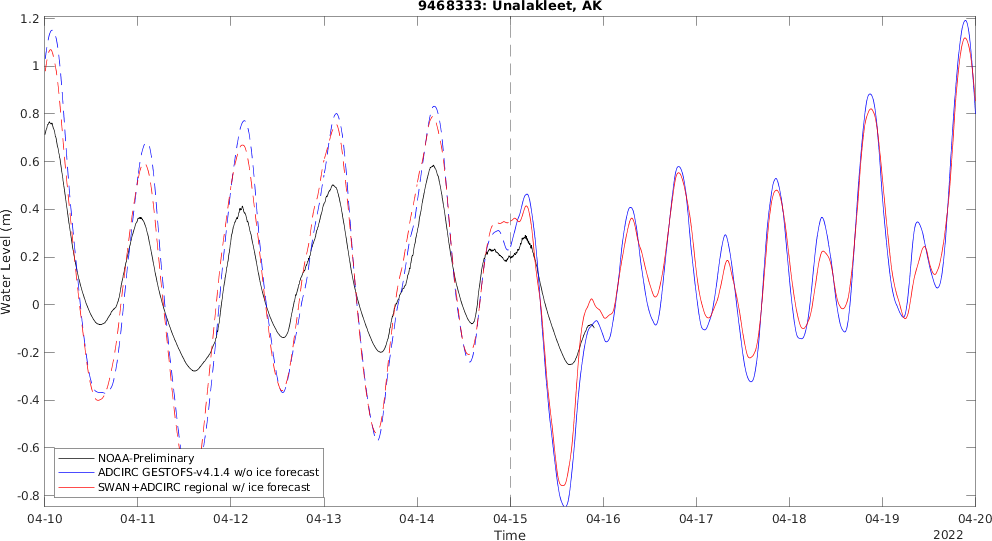 9468333: Unalakleet, AK
1.2
1
0.8
0.6
0.4
0.2
0
-0.2
-0.4
-0.6
-0.8
Water Level (m)
NOAA-Preliminary
ADCIRC GESTOFS-v4.1.4 w/o ice forecast
SWAN+ADCIRC regional w/ ice forecast
04-10 04-11 04-12 04-13 04-14 04-15 04-16 04-17 04-18 04-19 04-20
Time
2022